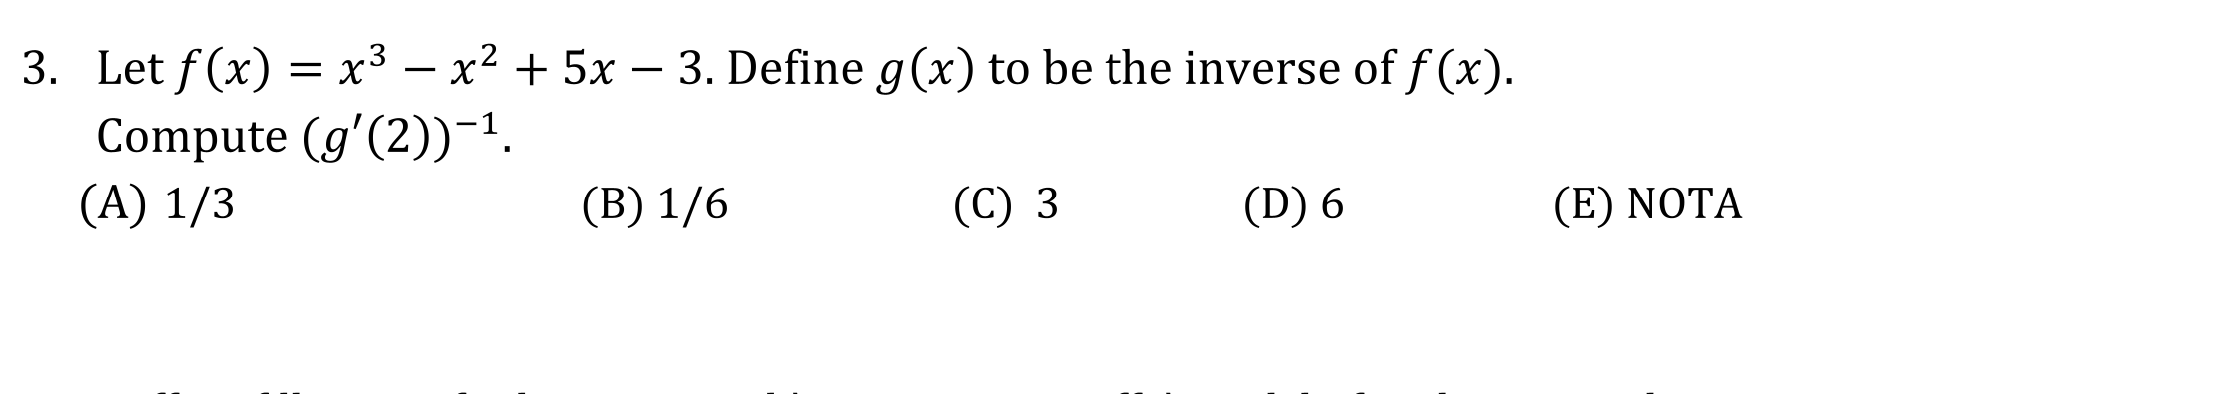 3. Let f(x) = x³ − x² + 5x − 3. Define g(x) to be the inverse of f(x).
Compute (g′(2))⁻¹.
(A) 1/3 (B) 1/6 (C) 3 (D) 6 (E) NOTA